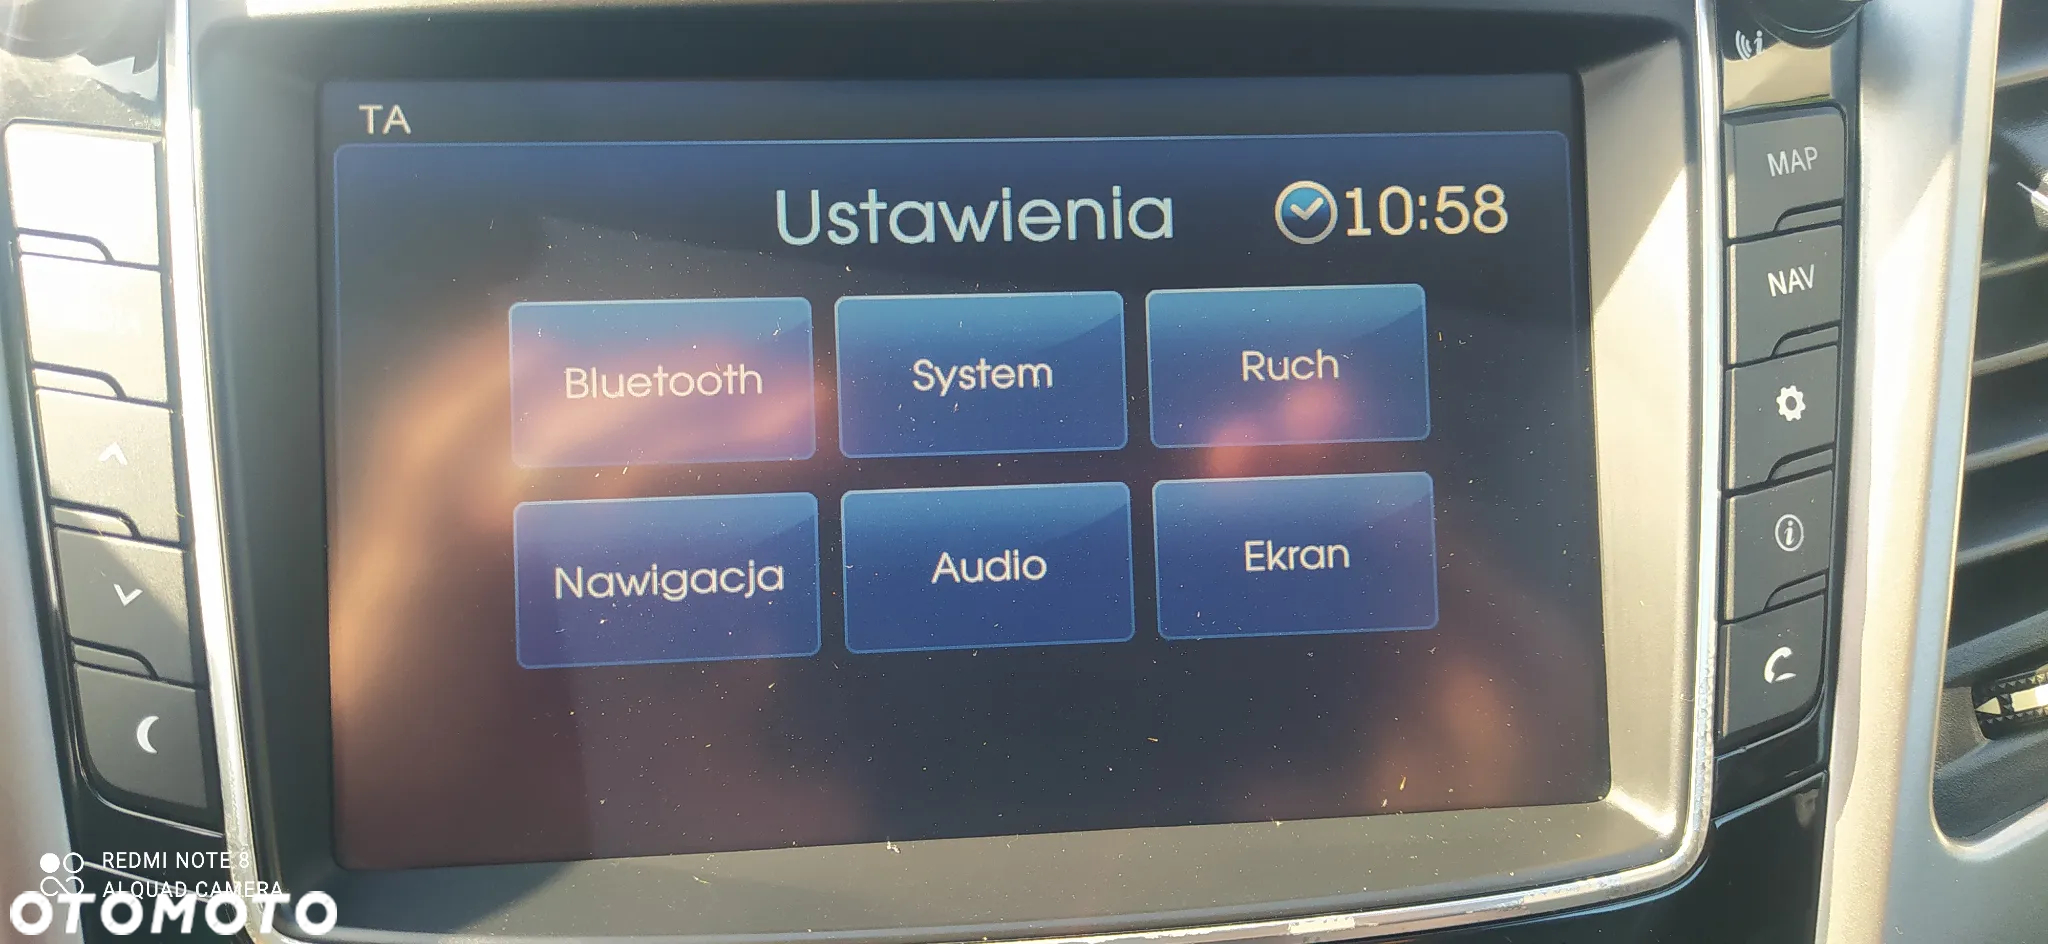 TA
Ustawienia
10:58
Bluetooth
System
Ruch
Nawigacja
Audio
Ekran
MAP
NAV
REDMI NOTE 8
AI QUAD CAMERA
OTOMOTO